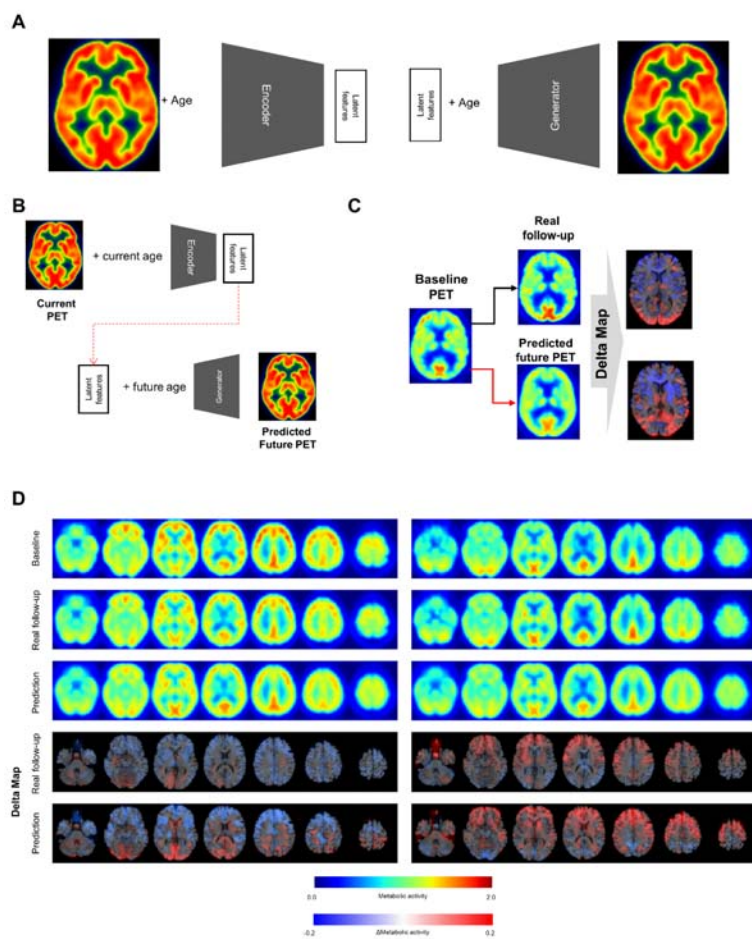 A
+ Age
Encoder
Latent
features
Latent
features
+ Age
Generator
B
+ current age
Encoder
Latent
features
Current
PET
Latent
features
+ future age
Generator
Predicted
Future PET
C
Real
follow-up
Baseline
PET
Predicted
future PET
Delta Map
D
Baseline
Real follow-up
Prediction
Delta Map
Real follow-up
Prediction
0.0
Metabolic activity
2.0
-0.2
ΔMetabolic activity
0.2